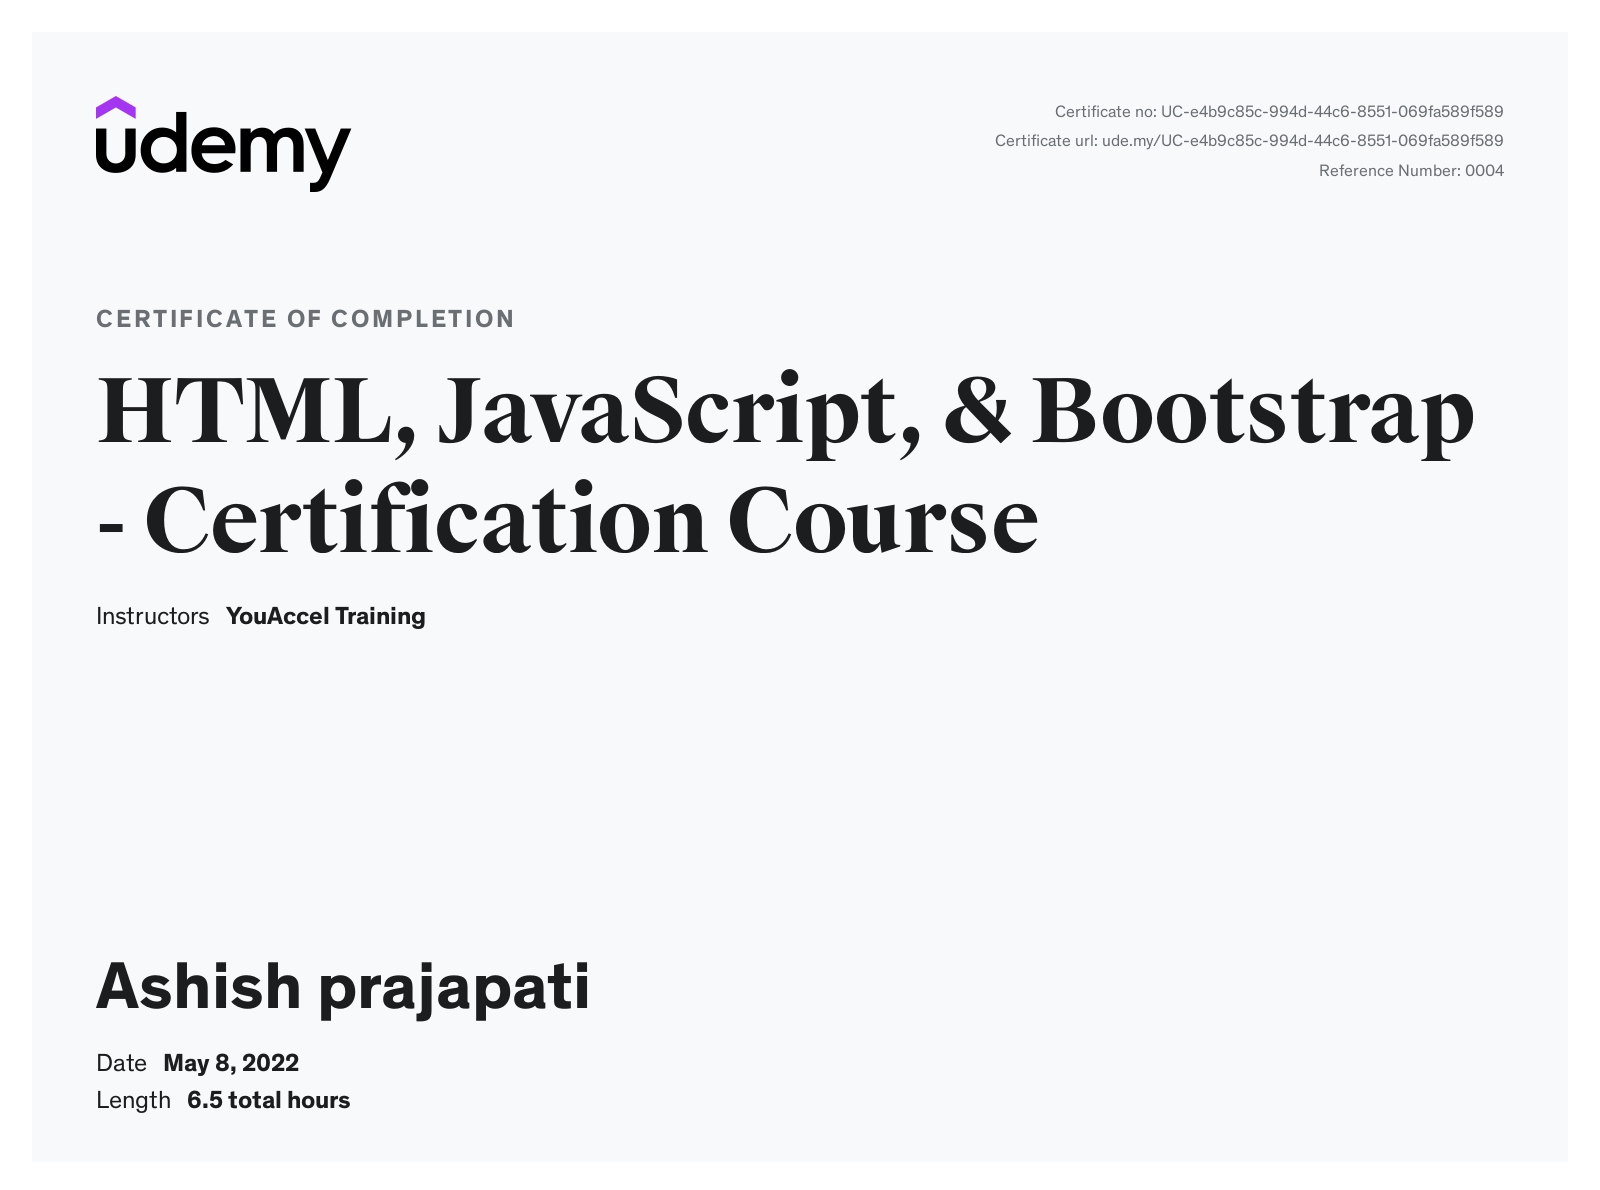 udemy
Certificate no: UC-e4b9c85c-994d-44c6-8551-069fa589f589
Certificate url: ude.my/UC-e4b9c85c-994d-44c6-8551-069fa589f589
Reference Number: 0004
CERTIFICATE OF COMPLETION
HTML, JavaScript, & Bootstrap
- Certification Course
Instructors YouAccel Training
Ashish prajapati
Date May 8, 2022
Length 6.5 total hours